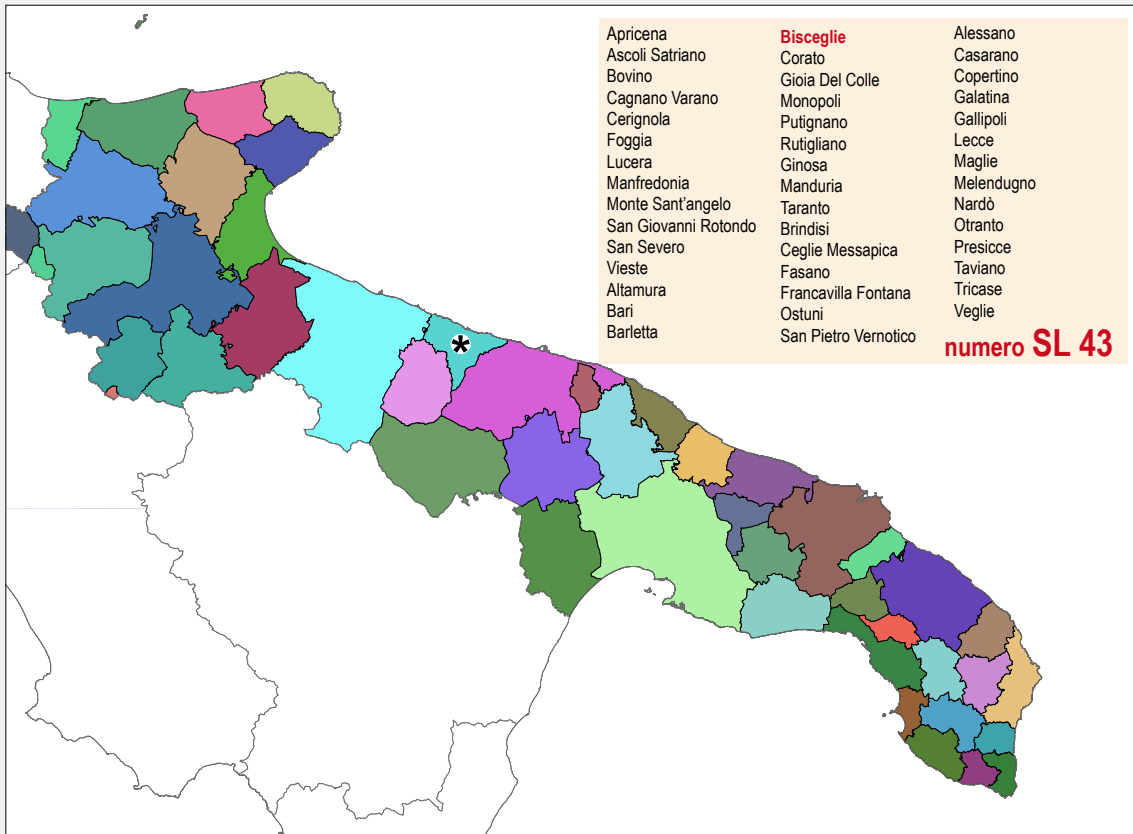 Apricena
Ascoli Satriano
Bovino
Cagnano Varano
Cerignola
Foggia
Lucera
Manfredonia
Monte Sant'angelo
San Giovanni Rotondo
San Severo
Vieste
Altamura
Bari
Barletta
Bisceglie
Corato
Gioia Del Colle
Monopoli
Putignano
Rutigliano
Ginosa
Manduria
Taranto
Brindisi
Ceglie Messapica
Fasano
Francavilla Fontana
Ostuni
San Pietro Vernotico
Alessano
Casarano
Copertino
Galatina
Gallipoli
Lecce
Maglie
Melendugno
Nardò
Otranto
Presicce
Taviano
Tricase
Veglie
numero SL 43
*